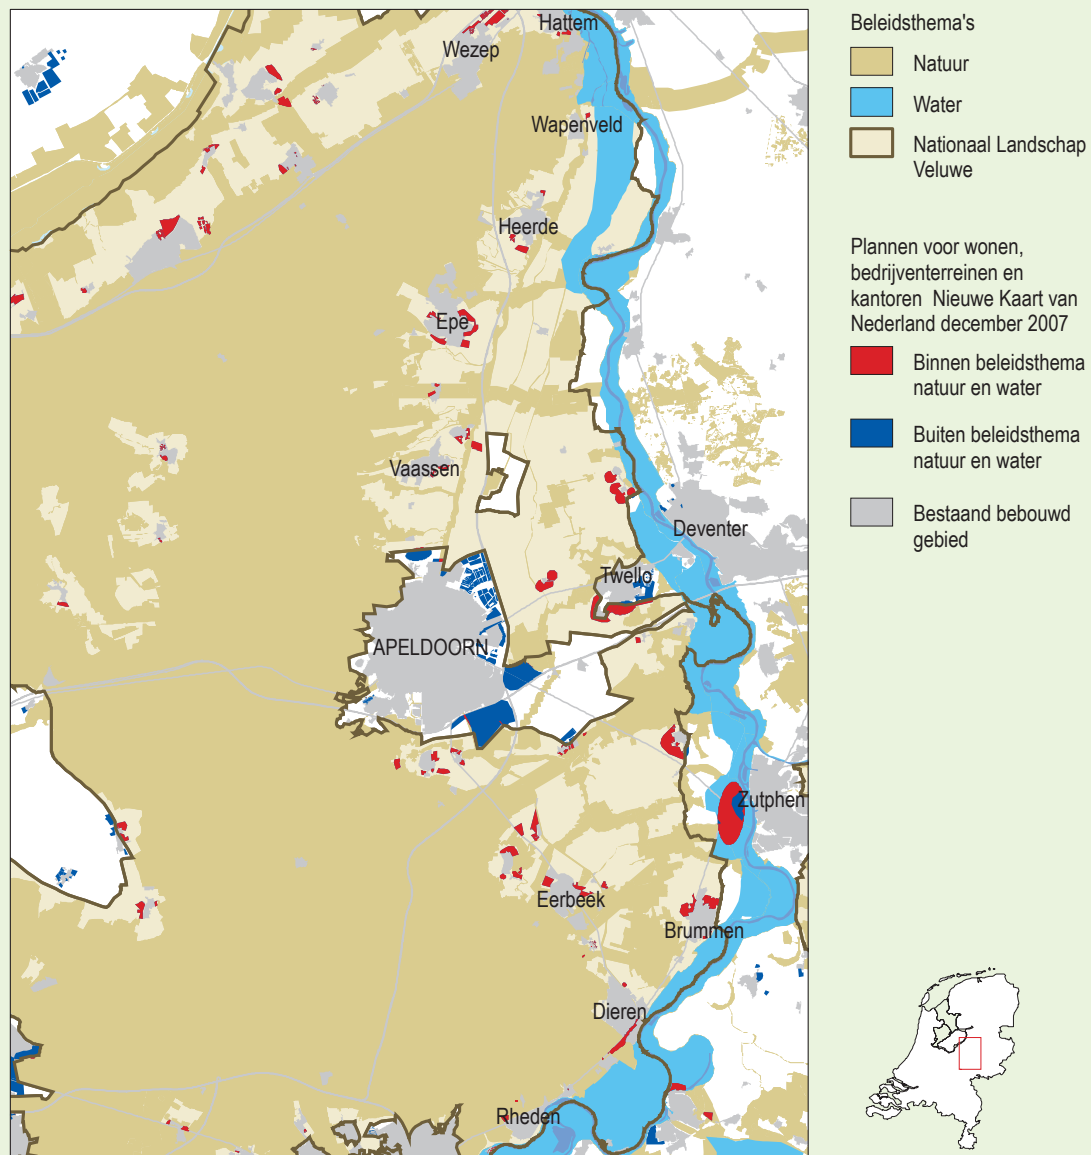 Hattem
Wezep
Wapenveld
Heerde
Epe
Vaassen
Deventer
Twello
APELDOORN
Zutphen
Eerbeek
Brummen
Dieren
Rheden
Beleidsthema's
Natuur
Water
Nationaal Landschap
Veluwe
Plannen voor wonen,
bedrijventerreinen en
kantoren Nieuwe Kaart van
Nederland december 2007
Binnen beleidsthema
natuur en water
Buiten beleidsthema
natuur en water
Bestaand bebouwd
gebied